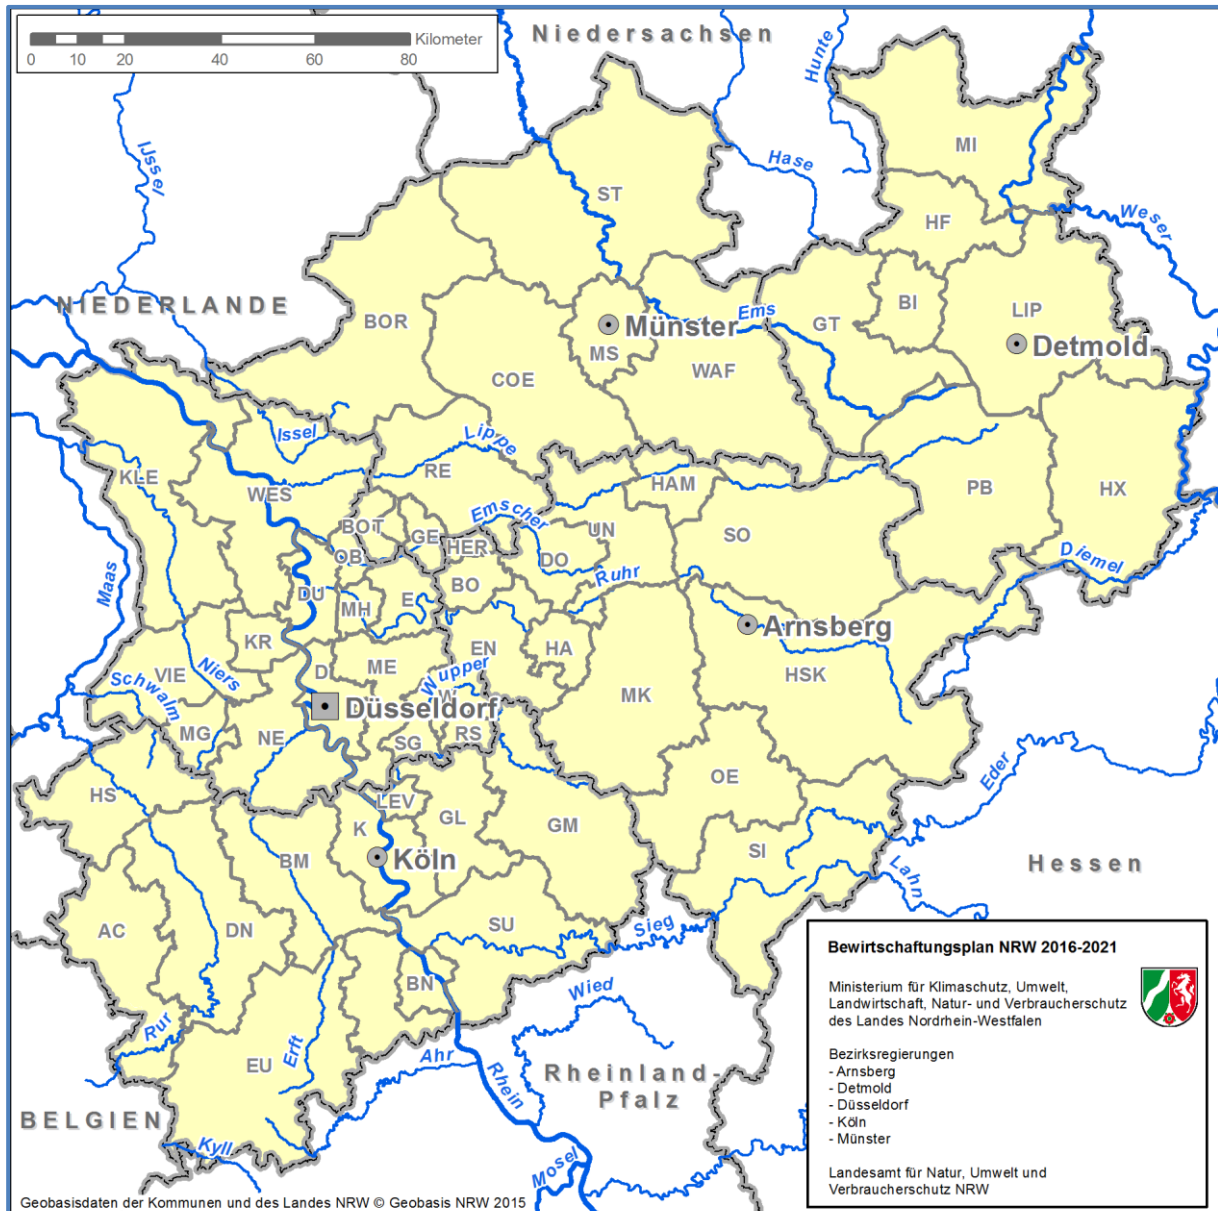 Niedersachsen
Kilometer
0 10 20 40 60 80
Hunte
IJssel
Hase
MI
ST
HF
Weser
NIEDERLANDE
BOR
Münster
MS
Ems
GT
BI
LIP
Detmold
COE
WAF
Issel
Lippe
KLE
RE
WES
HAM
PB
HX
BOT
GE
Emscher
HER
UN
SO
OB
DO
Diemel
Maas
DU
MH
E
BO
Ruhr
KR
Arnsberg
VIE
Niers
D
ME
EN
HA
HSK
Schwalm
Wupper
W
MK
Düsseldorf
MG
NE
SG
RS
OE
Eder
HS
LEV
GL
GM
K
Köln
BM
SI
Hessen
Lahn
AC
DN
SU
Sieg
BN
Wied
Rur
Erft
EU
Ahr
Rhein
Rheinland-
Pfalz
BELGIEN
Kyll
Mosel
Bewirtschaftungsplan NRW 2016-2021
Ministerium für Klimaschutz, Umwelt,
Landwirtschaft, Natur- und Verbraucherschutz
des Landes Nordrhein-Westfalen
Bezirksregierungen
- Arnsberg
- Detmold
- Düsseldorf
- Köln
- Münster
Landesamt für Natur, Umwelt und
Verbraucherschutz NRW
Geobasisdaten der Kommunen und des Landes NRW © Geobasis NRW 2015